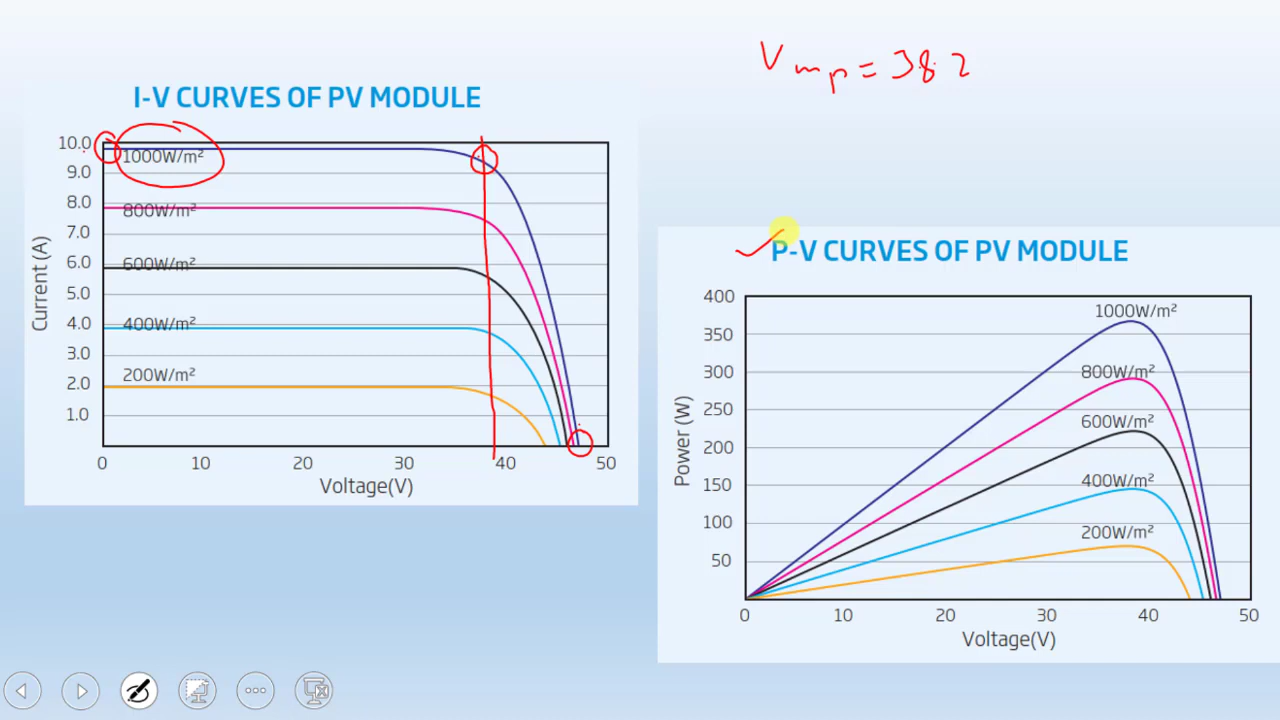 V mp = 38.2
I-V CURVES OF PV MODULE
10.0
9.0
8.0
7.0
6.0
5.0
4.0
3.0
2.0
1.0
Current (A)
1000W/m²
800W/m²
600W/m²
400W/m²
200W/m²
0 10 20 30 40 50
Voltage(V)
P-V CURVES OF PV MODULE
400
350
300
250
200
150
100
50
Power (W)
1000W/m²
800W/m²
600W/m²
400W/m²
200W/m²
0 10 20 30 40 50
Voltage(V)